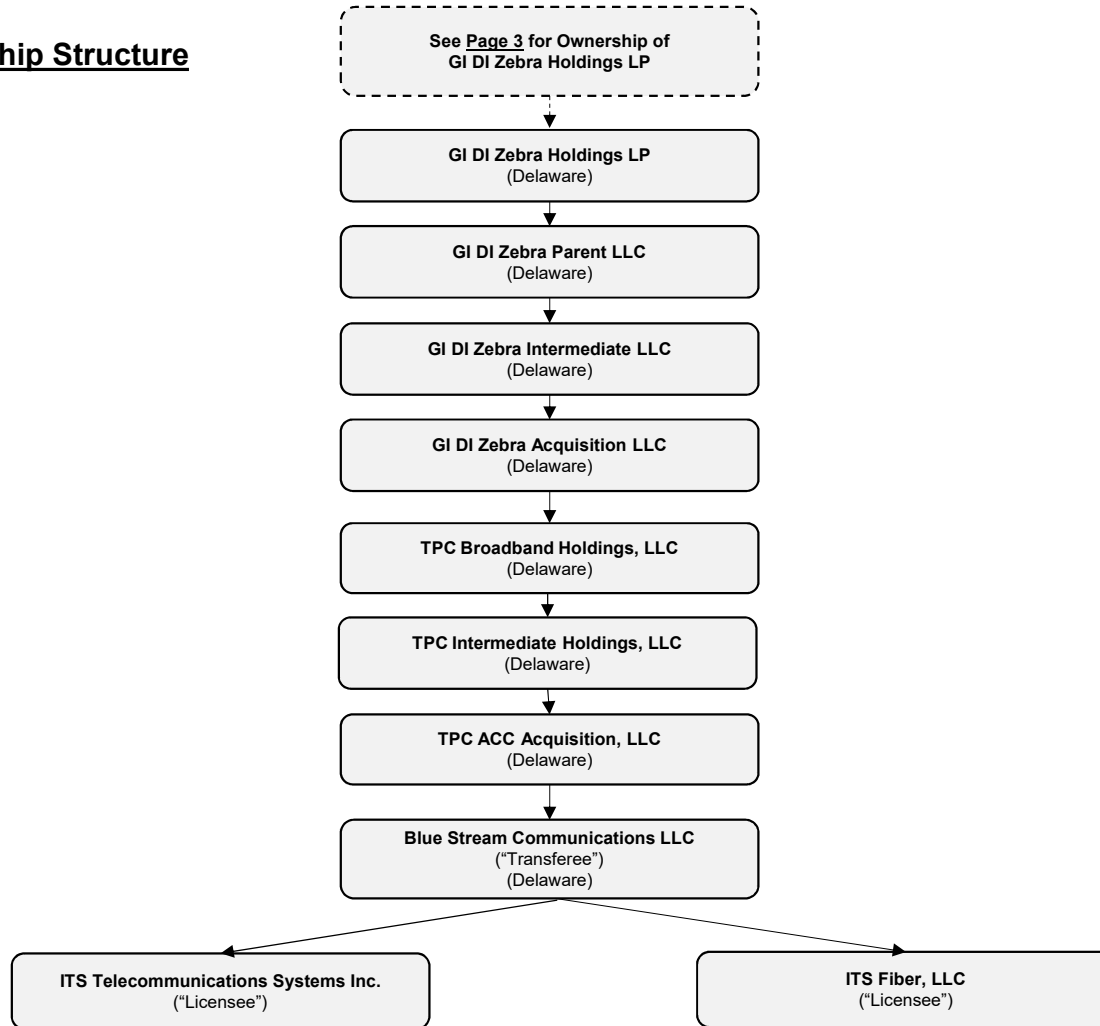 See Page 3 for Ownership of
GI DI Zebra Holdings LP
hip Structure
GI DI Zebra Holdings LP
(Delaware)
GI DI Zebra Parent LLC
(Delaware)
GI DI Zebra Intermediate LLC
(Delaware)
GI DI Zebra Acquisition LLC
(Delaware)
TPC Broadband Holdings, LLC
(Delaware)
TPC Intermediate Holdings, LLC
(Delaware)
TPC ACC Acquisition, LLC
(Delaware)
Blue Stream Communications LLC
(“Transferee”)
(Delaware)
ITS Telecommunications Systems Inc.
(“Licensee”)
ITS Fiber, LLC
(“Licensee”)